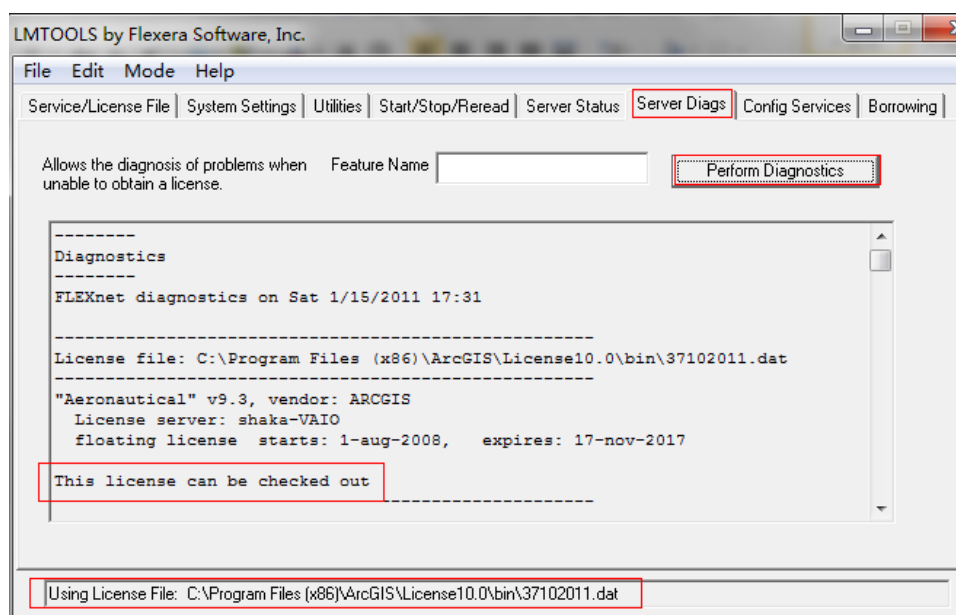 LMTOOLS by Flexera Software, Inc.
File Edit Mode Help
Service/License File System Settings Utilities Start/Stop/Reread Server Status Server Diags Config Services Borrowing
Allows the diagnosis of problems when
unable to obtain a license.
Feature Name
Perform Diagnostics
--------
Diagnostics
--------
FLEXnet diagnostics on Sat 1/15/2011 17:31
-----------------------------------------------------
License file: C:\Program Files (x86)\ArcGIS\License10.0\bin\37102011.dat
-----------------------------------------------------
"Aeronautical" v9.3, vendor: ARCGIS
License server: shaka-VAIO
floating license starts: 1-aug-2008, expires: 17-nov-2017
This license can be checked out
-----------------------------------------------------
Using License File: C:\Program Files (x86)\ArcGIS\License10.0\bin\37102011.dat